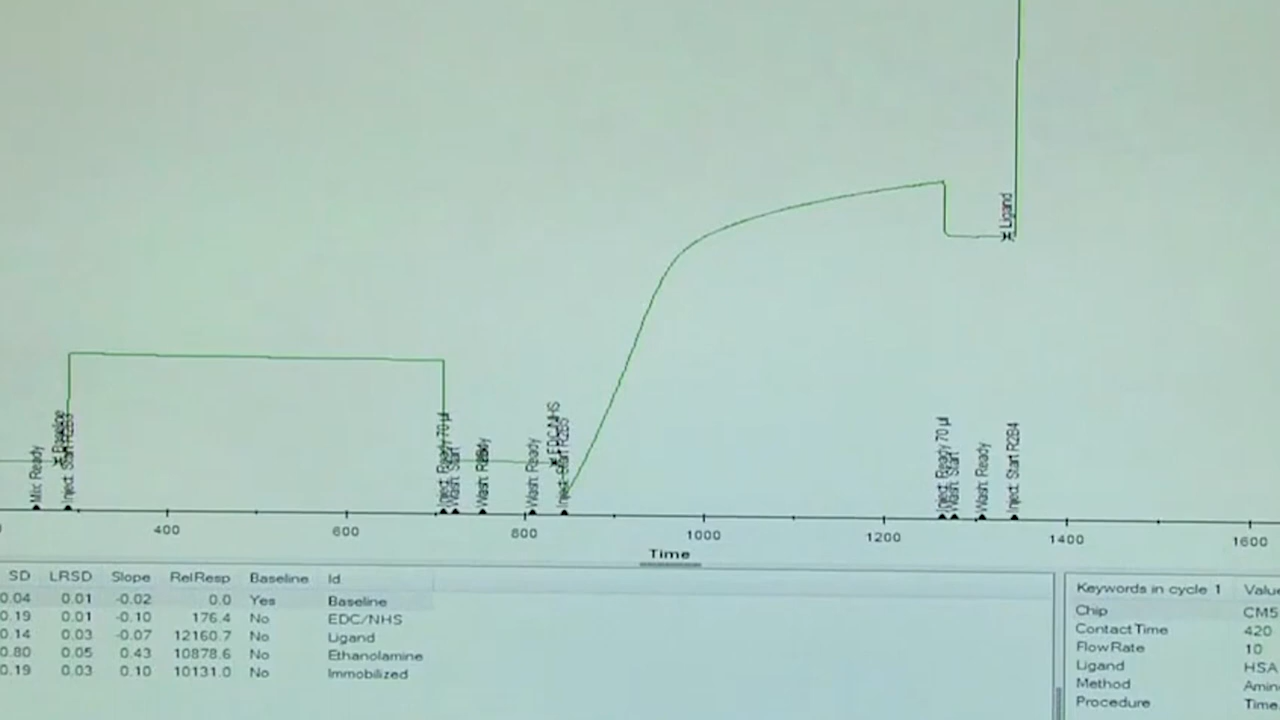 Ligand
Mix: Ready
Baseline
Inject: Ready 70 µl
Wash: Start
Wash: Ready
EDC/NHS
Inject: Start R2B5
Inject: Ready 70 µl
Wash: Start
Wash: Ready
Inject: Start R2B4
400 600 800 1000 1200 1400 1600
Time
SD LRSD Slope RelResp Baseline Id
0.04 0.01 -0.02 0.0 Yes Baseline
0.19 0.01 -0.10 176.4 No EDC/NHS
0.14 0.03 -0.07 12160.7 No Ligand
0.80 0.05 0.43 10878.6 No Ethanolamine
0.19 0.03 0.10 10131.0 No Immobilized
Keywords in cycle 1 Value
Chip CM5
Contact Time 420
Flow Rate 10
Ligand HSA
Method Amin
Procedure Time